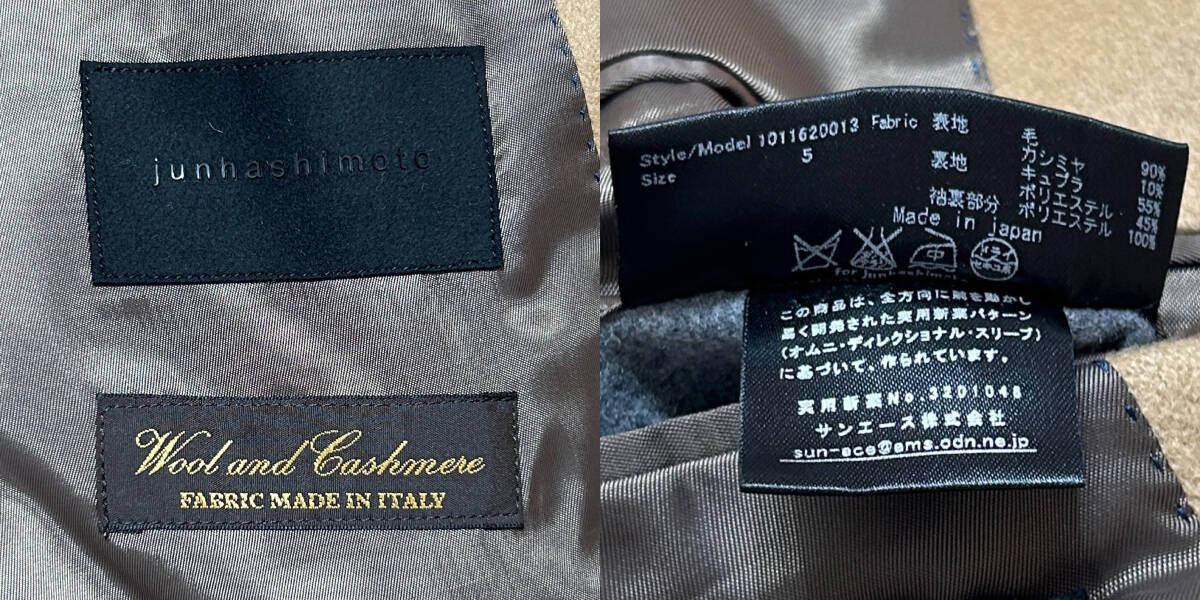 junhashimoto
Wool and Cashmere
FABRIC MADE IN ITALY
Style/Model 1011620013 Fabric 表地 毛 90%
Size 5 裏地 カシミヤ 10%
キュプラ 55%
袖裏部分 ポリエステル 45%
ポリエステル 100%
Made in japan
ドライ
for junhashimoto
この商品は、全方向に腕を動かし
易く開発された実用新案パターン
(オムニ・ディレクショナル・スリーブ)
に基づいて、作られています。
実用新案No 3201048
サンエース株式会社
sun-ace@ams.odn.ne.jp